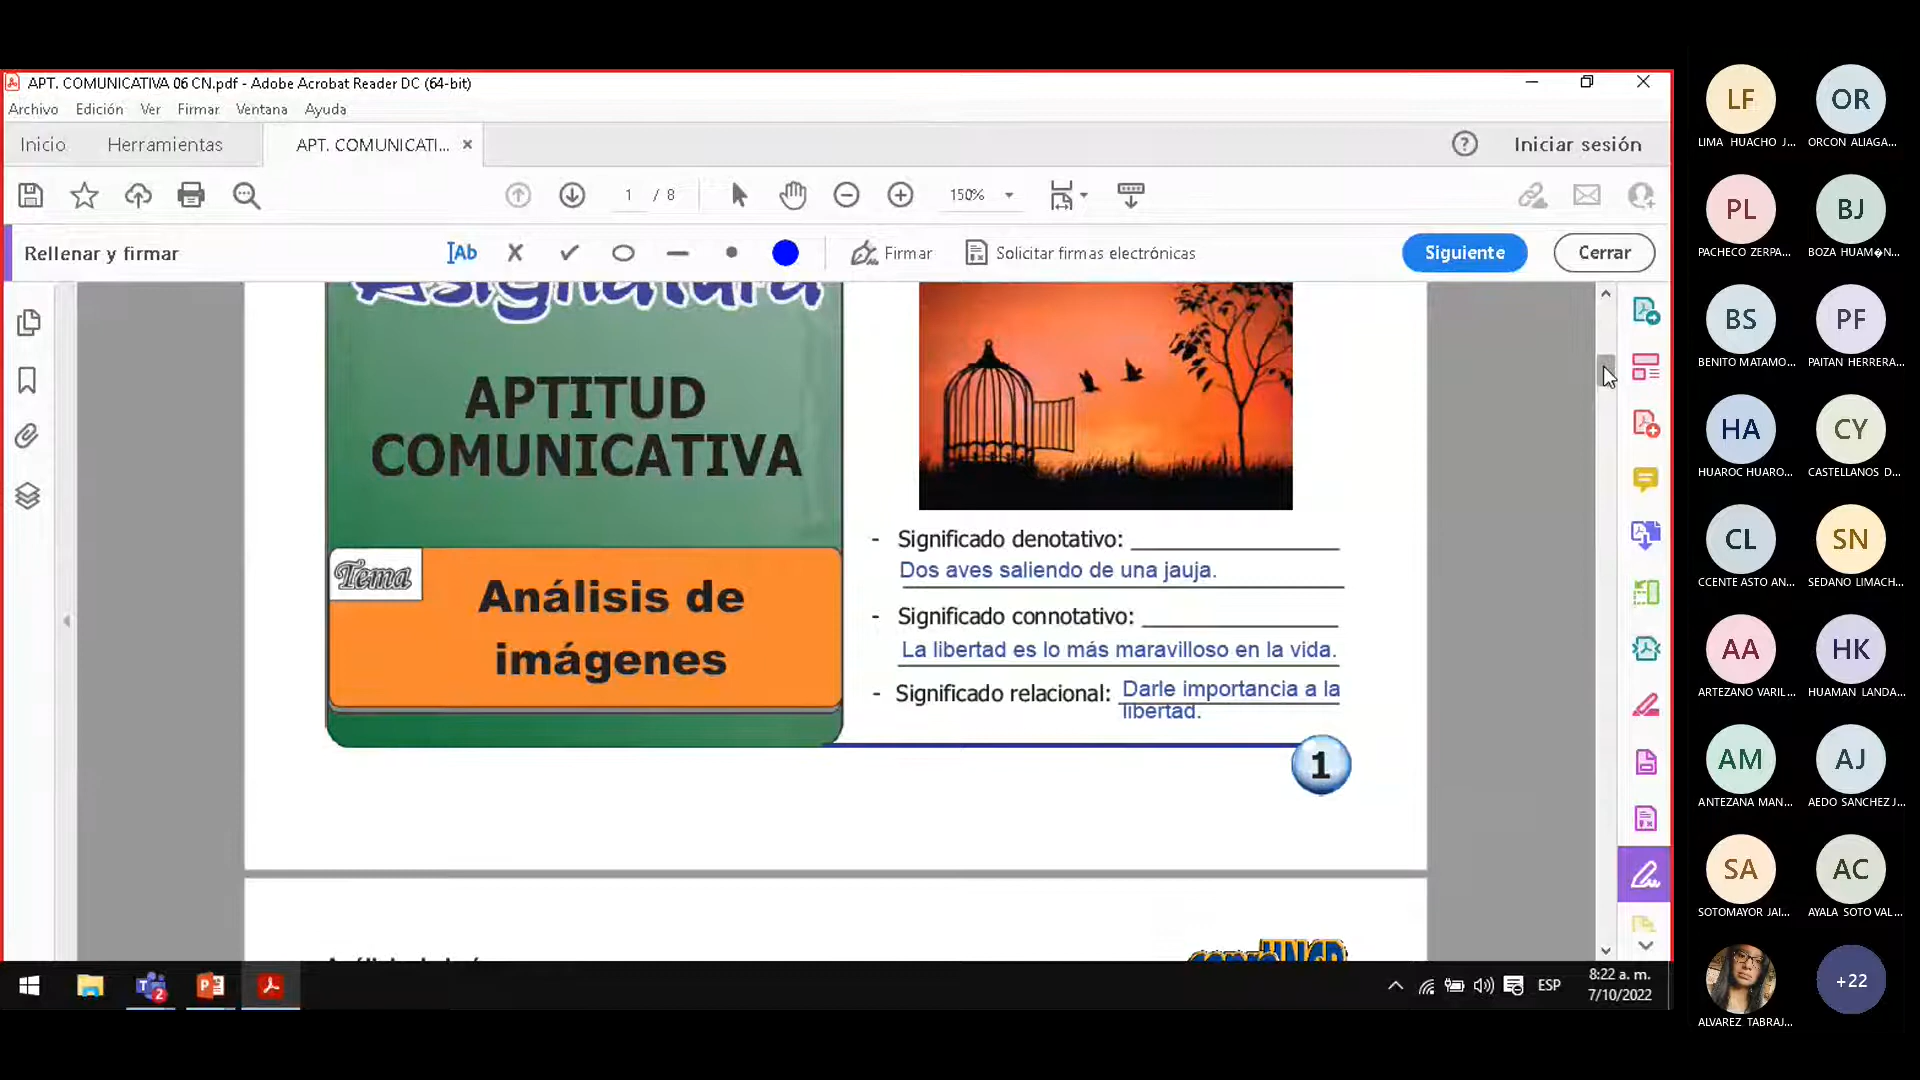 APT. COMUNICATIVA 06 CN.pdf - Adobe Acrobat Reader DC (64-bit)
Archivo Edición Ver Firmar Ventana Ayuda
Inicio Herramientas APT. COMUNICATI... × Iniciar sesión
1 / 8 150%
Rellenar y firmar Ab Firmar Solicitar firmas electrónicas Siguiente Cerrar
Asignatura
APTITUD
COMUNICATIVA
Tema
Análisis de
imágenes
- Significado denotativo:
Dos aves saliendo de una jauja.
- Significado connotativo:
La libertad es lo más maravilloso en la vida.
- Significado relacional: Darle importancia a la
libertad.
1
8:22 a. m.
ESP
7/10/2022
LF OR
LIMA HUACHO J... ORCON ALIAGA...
PL BJ
PACHECO ZERPA... BOZA HUAM�N...
BS PF
BENITO MATAMO... PAITAN HERRERA...
HA CY
HUAROC HUARO... CASTELLANOS D...
CL SN
CCENTE ASTO AN... SEDANO LIMACH...
AA HK
ARTEZANO VARIL... HUAMAN LANDA...
AM AJ
ANTEZANA MAN... AEDO SANCHEZ J...
SA AC
SOTOMAYOR JAI... AYALA SOTO VAL...
+22
ALVAREZ TABRAJ...